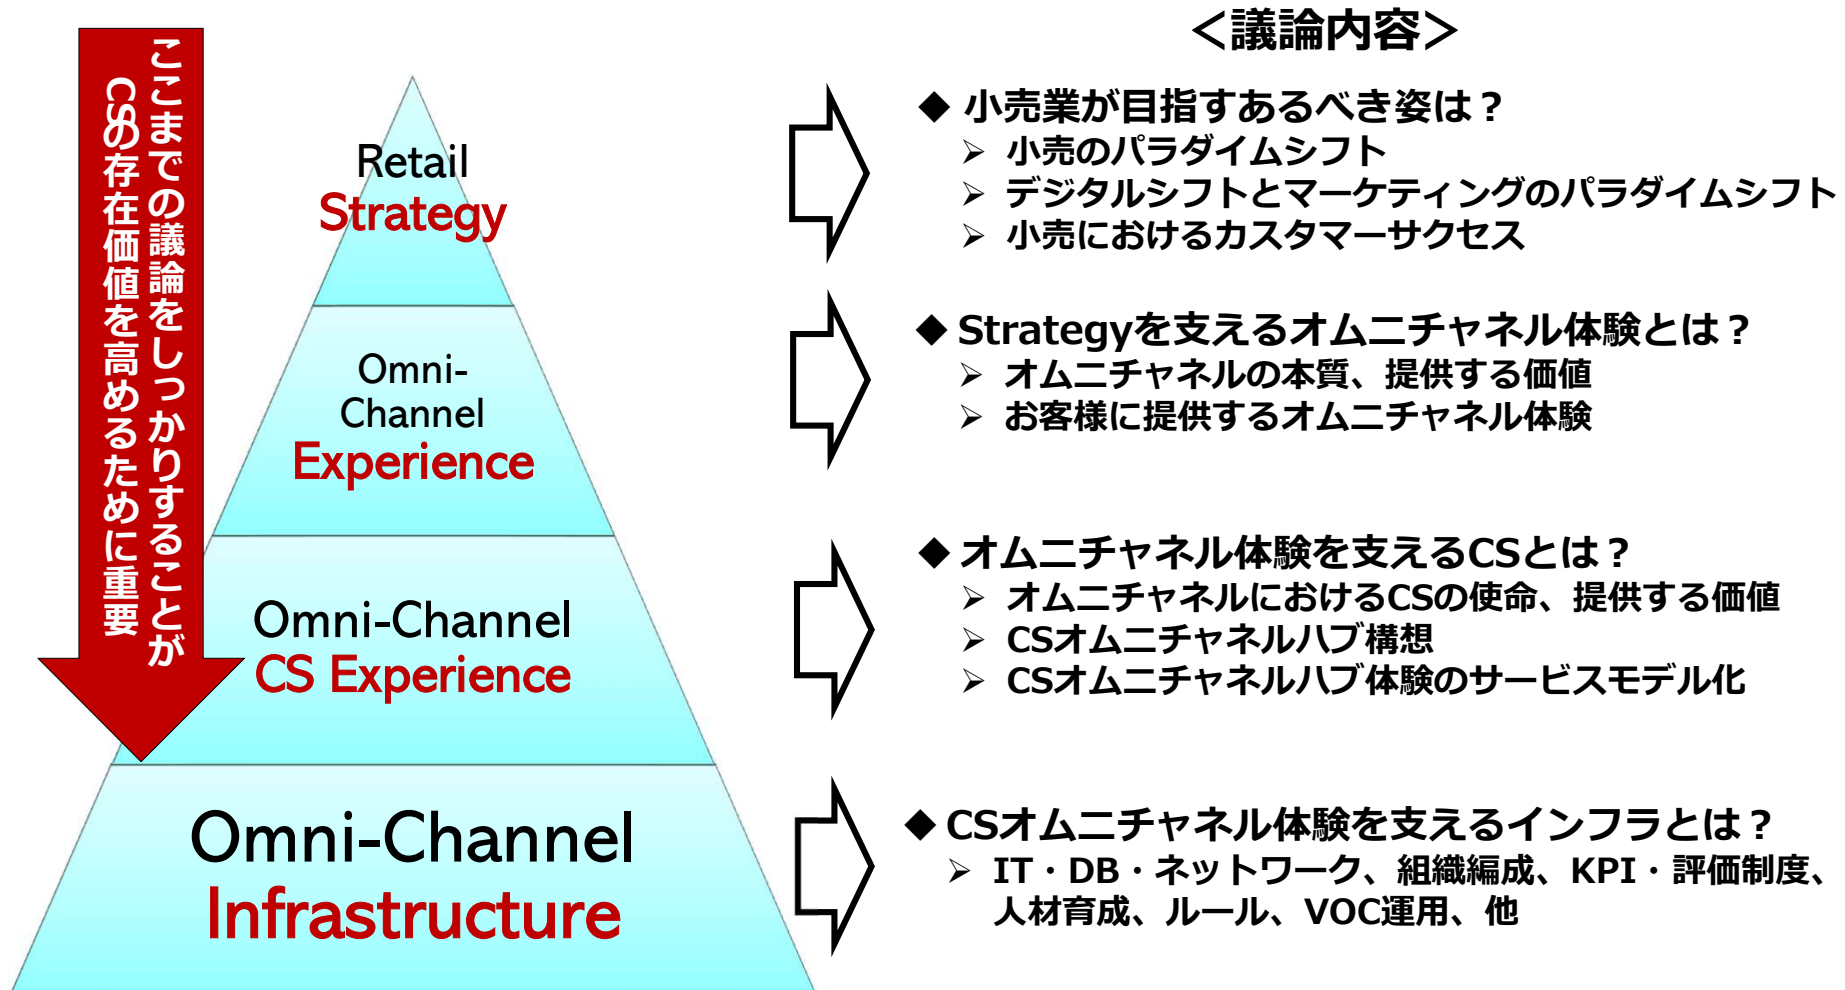 ＜議論内容＞
ここまでの議論をしっかりすることが
CSの存在価値を高めるために重要
Retail
Strategy
◆ 小売業が目指すあるべき姿は？
➢ 小売のパラダイムシフト
➢ デジタルシフトとマーケティングのパラダイムシフト
➢ 小売におけるカスタマーサクセス
Omni-
Channel
Experience
◆ Strategyを支えるオムニチャネル体験とは？
➢ オムニチャネルの本質、提供する価値
➢ お客様に提供するオムニチャネル体験
Omni-Channel
CS Experience
◆ オムニチャネル体験を支えるCSとは？
➢ オムニチャネルにおけるCSの使命、提供する価値
➢ CSオムニチャネルハブ構想
➢ CSオムニチャネルハブ体験のサービスモデル化
Omni-Channel
Infrastructure
◆ CSオムニチャネル体験を支えるインフラとは？
➢ IT・DB・ネットワーク、組織編成、KPI・評価制度、
人材育成、ルール、VOC運用、他